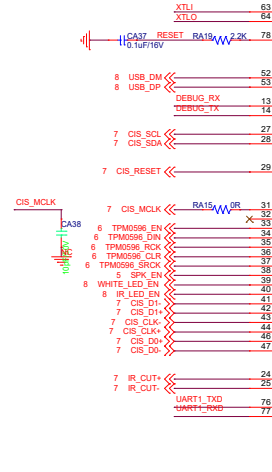 XTLI 63
XTLO 64
CA37 RESET RA19 2.2K 78
0.1uF/16V
8 USB_DM 52
8 USB_DP 53
DEBUG_RX 13
DEBUG_TX 14
7 CIS_SCL 27
7 CIS_SDA 28
7 CIS_RESET 29
CIS_MCLK 7 CIS_MCLK RA15 0R 31
32
CA38 33
6 TPM0596_EN 34
6 TPM0596_DIN 35
6 TPM0596_RCK 36
6 TPM0596_CLR 37
6 TPM0596_SRCK 38
5 SPK_EN 39
8 WHITE_LED_EN 40
8 IR_LED_EN 41
7 CIS_D1- 42
7 CIS_D1+ 43
7 CIS_CLK- 44
7 CIS_CLK+ 46
7 CIS_D0+ 47
7 CIS_D0-
7 IR_CUT+ 24
7 IR_CUT- 25
UART1_TXD 76
UART1_RXD 77